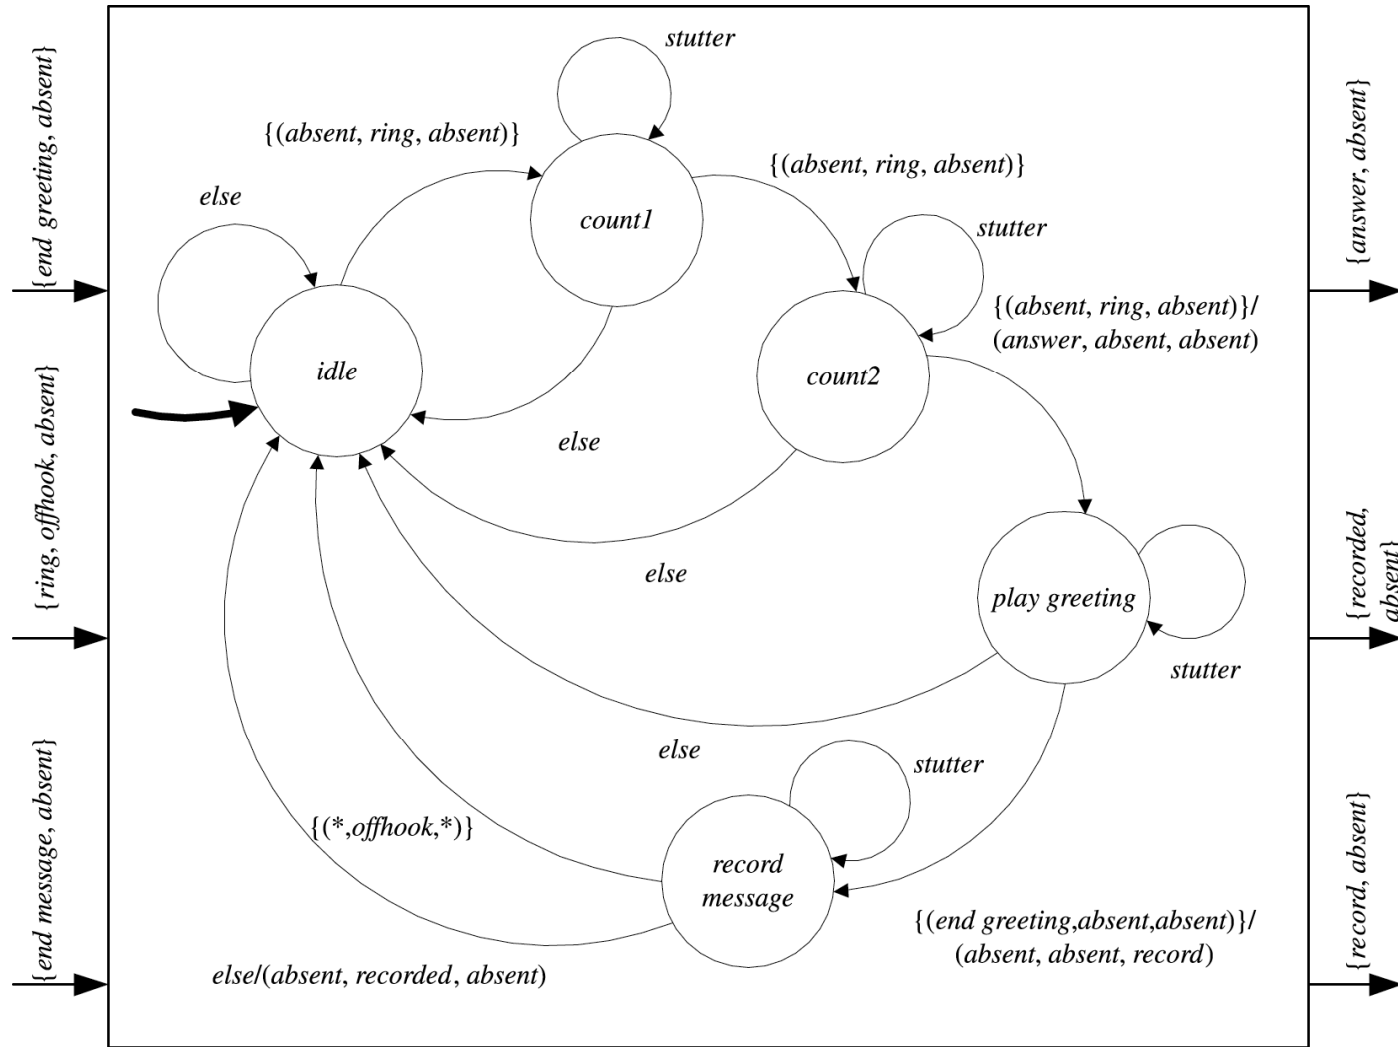 stutter
{(absent, ring, absent)}
{(absent, ring, absent)}
else
count1
stutter
{(absent, ring, absent)}/
(answer, absent, absent)
idle
count2
else
else
play greeting
stutter
else
stutter
{(*,offhook,*)}
record
message
{(end greeting,absent,absent)}/
(absent, absent, record)
else/(absent, recorded, absent)
{end greeting, absent}
{ring, offhook, absent}
{end message, absent}
{answer, absent}
{recorded,
absent}
{record, absent}